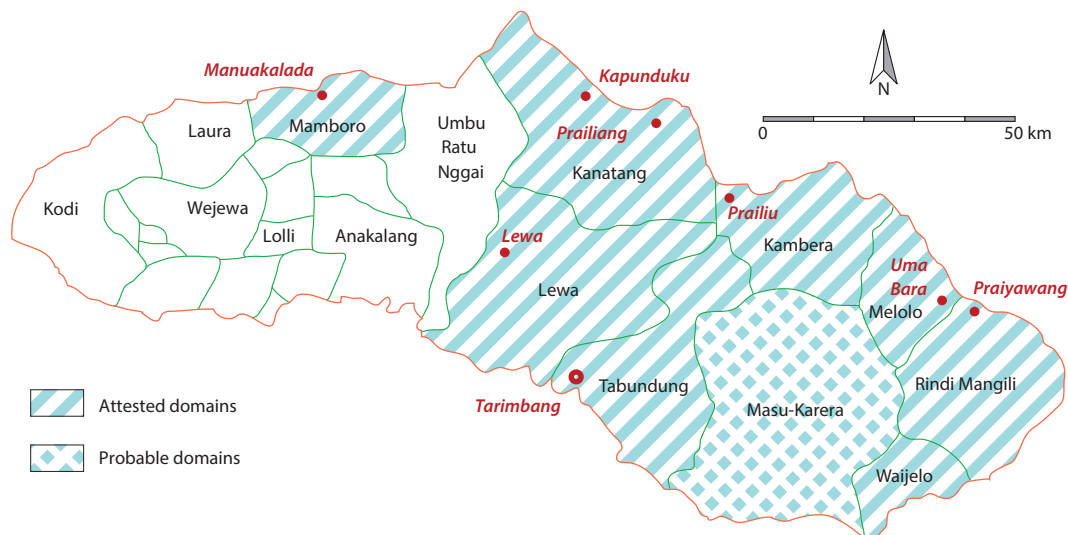 Manuakalada
Kapunduku
N
Laura
Mamboro
Umbu
Ratu
Nggai
Prailiang
0
50 km
Kanatang
Kodi
Wejewa
Prailiu
Lolli
Anakalang
Lewa
Kambera
Uma
Bara
Praiyawang
Lewa
Melolo
Tabundung
Rindi Mangili
Attested domains
Tarimbang
Masu-Karera
Probable domains
Waijelo